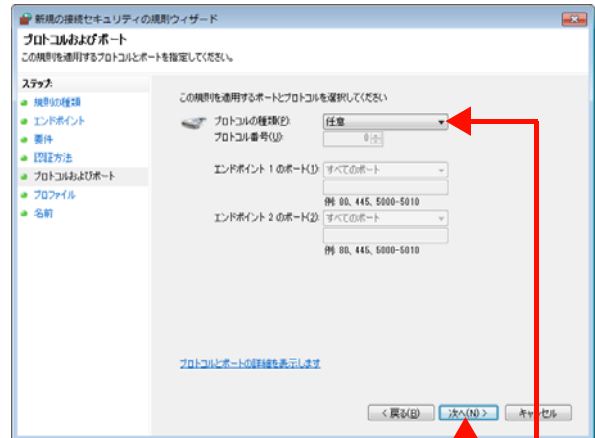 新規の接続セキュリティの規則ウィザード
プロトコルおよびポート
この規則を適用するプロトコルとポートを指定してください。
ステップ:
規則の種類
エンドポイント
要件
認証方法
プロトコルおよびポート
プロファイル
名前
この規則を適用するポートとプロトコルを選択してください
プロトコルの種類(P): 任意
プロトコル番号(U): 0
エンドポイント 1 のポート(1): すべてのポート
例: 80、445、5000-5010
エンドポイント 2 のポート(2): すべてのポート
例: 80、445、5000-5010
プロトコルとポートの詳細を表示します
< 戻る(B) 次へ(N) > キャンセル